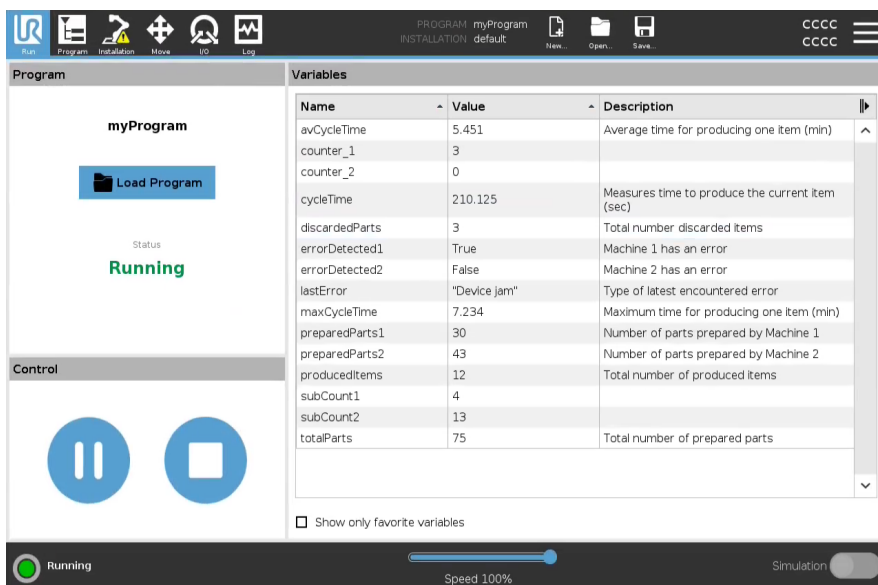 UR
PROGRAM myProgram
INSTALLATION default
CCCC
CCCC
Run Program Installation Move I/O Log New... Open... Save...
Program
myProgram
Load Program
Status
Running
Control
Variables
Name Value Description
avCycleTime 5.451 Average time for producing one item (min)
counter_1 3
counter_2 0
cycleTime 210.125 Measures time to produce the current item
(sec)
discardedParts 3 Total number discarded items
errorDetected1 True Machine 1 has an error
errorDetected2 False Machine 2 has an error
lastError "Device jam" Type of latest encountered error
maxCycleTime 7.234 Maximum time for producing one item (min)
preparedParts1 30 Number of parts prepared by Machine 1
preparedParts2 43 Number of parts prepared by Machine 2
producedItems 12 Total number of produced items
subCount1 4
subCount2 13
totalParts 75 Total number of prepared parts
Show only favorite variables
Running
Speed 100%
Simulation